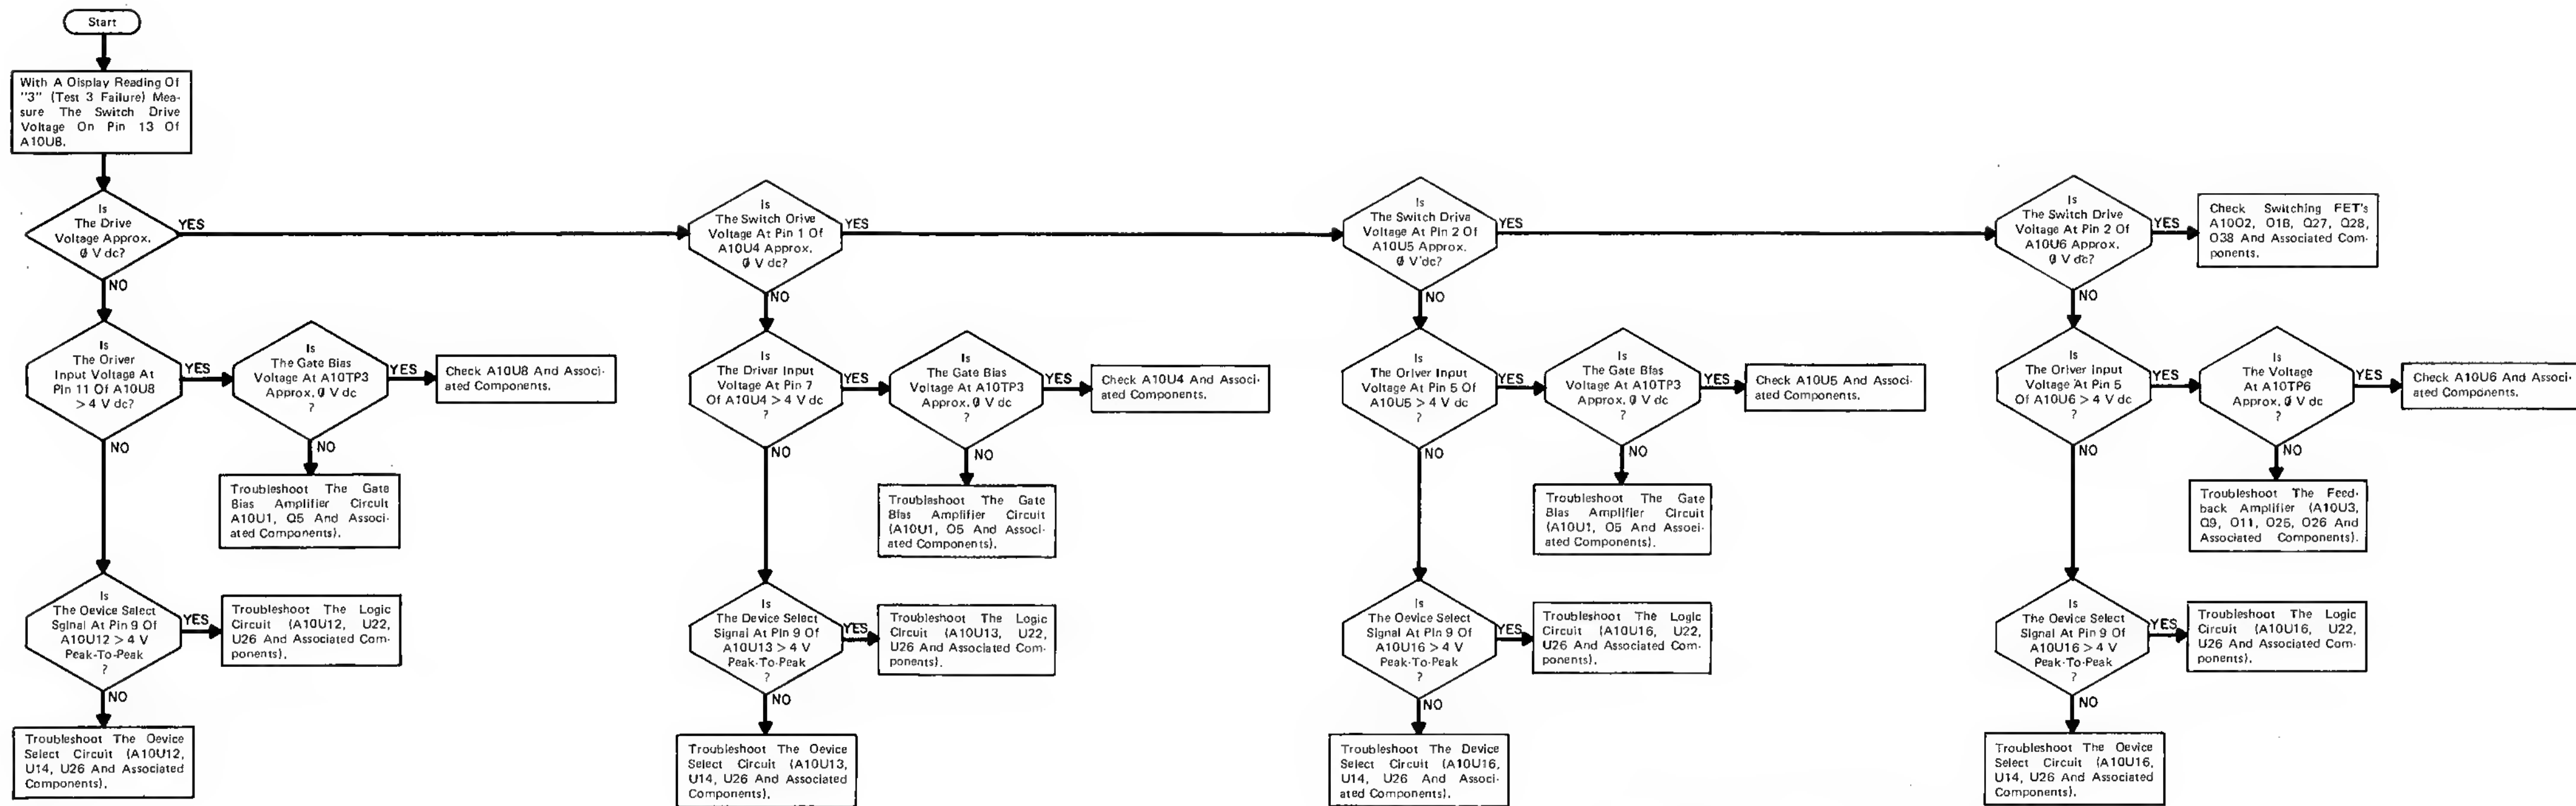 Start
With A Oisplay Reading Of
"3" (Test 3 Failure) Mea-
sure The Switch Drive
Voltage On Pin 13 Of
A10U8.
Is
The Drive
Voltage Approx.
0 V dc?
YES
NO
Is
The Oriver
Input Voltage At
Pin 11 Of A10U8
> 4 V dc?
YES
NO
Is
The Gate Bias
Voltage At A10TP3
Approx. 0 V dc
?
YES
NO
Check A10U8 And Associ-
ated Components.
Troubleshoot The Gate
Bias Amplifier Circuit
A10U1, Q5 And Associ-
ated Components).
Is
The Oevice Select
Sginal At Pin 9 Of
A10U12 > 4 V
Peak-To-Peak
?
YES
NO
Troubleshoot The Logic
Circuit (A10U12, U22,
U26 And Associated Com-
ponents).
Troubleshoot The Oevice
Select Circuit (A10U12,
U14, U26 And Associated
Components).
Is
The Switch Orive
Voltage At Pin 1 Of
A10U4 Approx.
0 V dc?
YES
NO
Is
The Driver Input
Voltage At Pin 7
Of A10U4 > 4 V dc
?
YES
NO
Is
The Gate Bias
Voltage At A10TP3
Approx. 0 V dc
?
YES
NO
Check A10U4 And Associ-
ated Components.
Troubleshoot The Gate
Bias Amplifier Circuit
(A10U1, O5 And Associ-
ated Components).
Is
The Device Select
Signal At Pin 9 Of
A10U13 > 4 V
Peak-To-Peak
?
YES
NO
Troubleshoot The Logic
Circuit (A10U13, U22,
U26 And Associated Com-
ponents).
Troubleshoot The Oevice
Select Circuit (A10U13,
U14, U26 And Associated
Components).
Is
The Switch Drive
Voltage At Pin 2 Of
A10U5 Approx.
0 V dc?
YES
NO
Is
The Oriver Input
Voltage At Pin 5 Of
A10U5 > 4 V dc
?
YES
NO
Is
The Gate Bias
Voltage At A10TP3
Approx. 0 V dc
?
YES
NO
Check A10U5 And Associ-
ated Components.
Troubleshoot The Gate
Bias Amplifier Circuit
(A10U1, O5 And Associ-
ated Components).
Is
The Oevice Select
Signal At Pin 9 Of
A10U16 > 4 V
Peak-To-Peak
?
YES
NO
Troubleshoot The Logic
Circuit (A10U16, U22,
U26 And Associated Com-
ponents).
Troubleshoot The Device
Select Circuit (A10U16,
U14, U26 And Associ-
ated Components).
Is
The Switch Drive
Voltage At Pin 2 Of
A10U6 Approx.
0 V dc?
YES
NO
Check Switching FET's
A10O2, O18, Q27, Q28,
O38 And Associated Com-
ponents.
Is
The Oriver Input
Voltage At Pin 5
Of A10U6 > 4 V dc
?
YES
NO
Is
The Voltage
At A10TP6
Approx. 0 V dc
?
YES
NO
Check A10U6 And Associ-
ated Components.
Troubleshoot The Feed-
back Amplifier (A10U3,
Q9, O11, O25, O26 And
Associated Components).
Is
The Oevice Select
Signal At Pin 9 Of
A10U16 > 4 V
Peak-To-Peak
?
YES
NO
Troubleshoot The Logic
Circuit (A10U16, U22,
U26 And Associated Com-
ponents).
Troubleshoot The Oevice
Select Circuit (A10U16,
U14, U26 And Associated
Components).